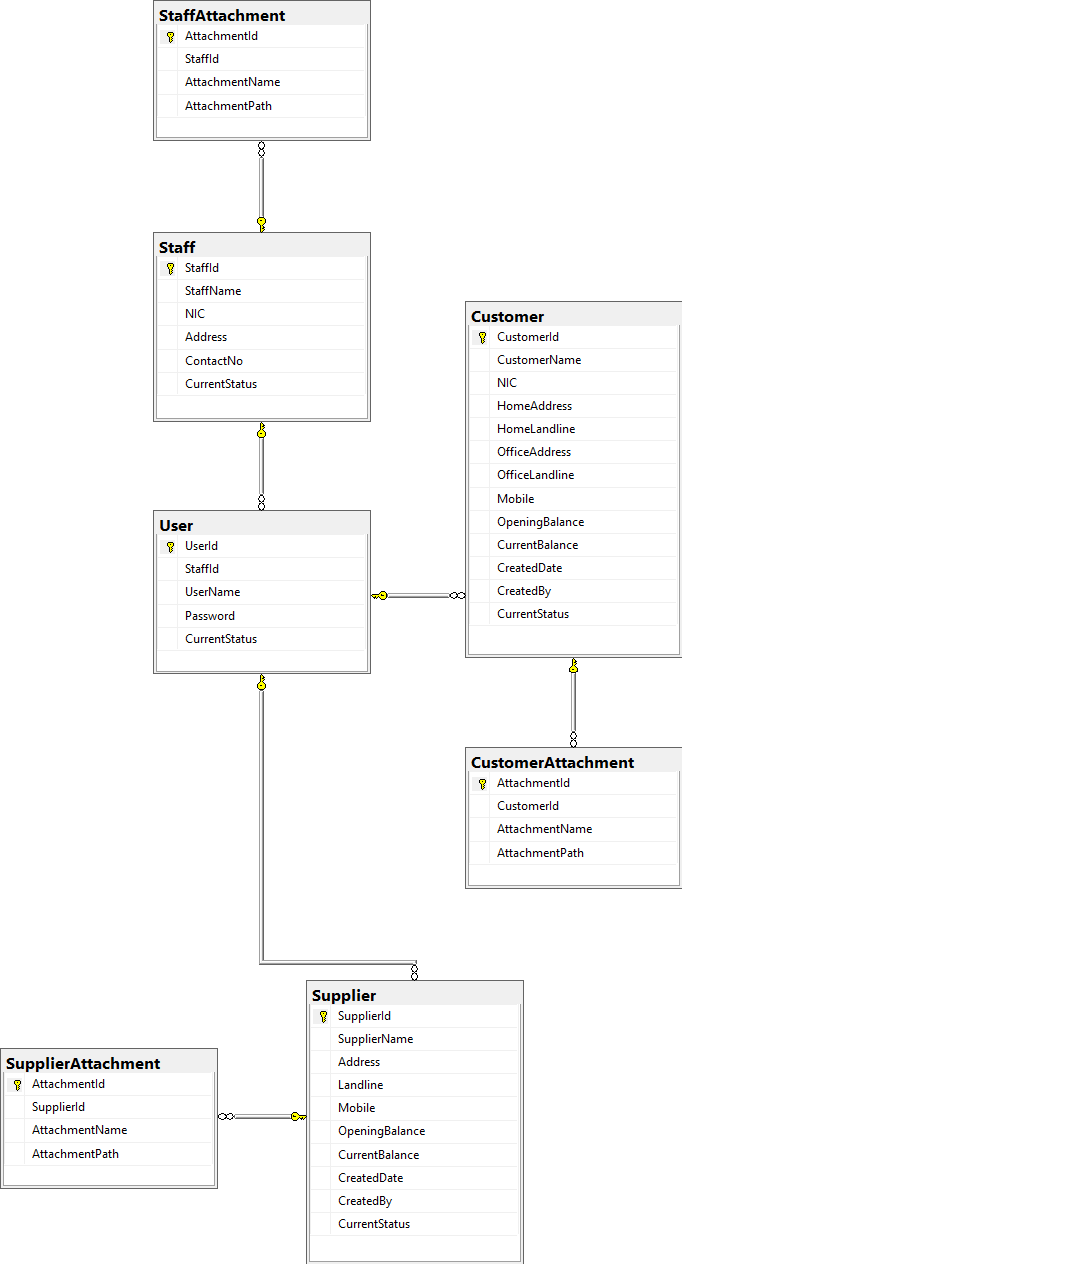 StaffAttachment
AttachmentId
StaffId
AttachmentName
AttachmentPath
Staff
StaffId
StaffName
NIC
Address
ContactNo
CurrentStatus
Customer
CustomerId
CustomerName
NIC
HomeAddress
HomeLandline
OfficeAddress
OfficeLandline
Mobile
OpeningBalance
CurrentBalance
CreatedDate
CreatedBy
CurrentStatus
User
UserId
StaffId
UserName
Password
CurrentStatus
CustomerAttachment
AttachmentId
CustomerId
AttachmentName
AttachmentPath
Supplier
SupplierId
SupplierName
Address
Landline
Mobile
OpeningBalance
CurrentBalance
CreatedDate
CreatedBy
CurrentStatus
SupplierAttachment
AttachmentId
SupplierId
AttachmentName
AttachmentPath